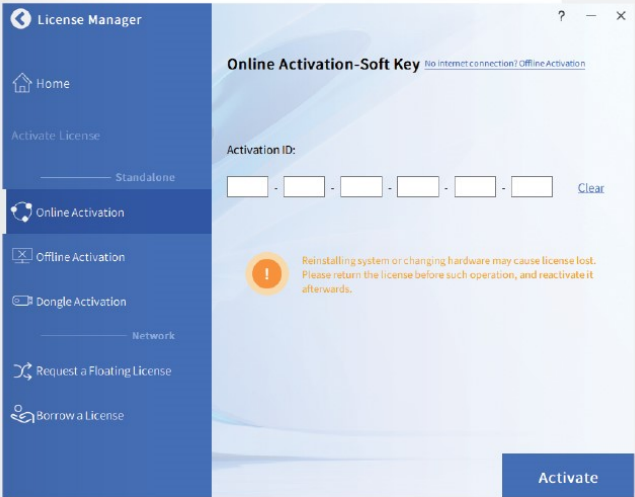 License Manager
? — ×
Home
Activate License
Standalone
Online Activation
Offline Activation
Dongle Activation
Network
Request a Floating License
Borrow a License
Online Activation-Soft Key No internet connection? Offline Activation
Activation ID:
- - - - - Clear
!
Reinstalling system or changing hardware may cause license lost.
Please return the license before such operation, and reactivate it
afterwards.
Activate